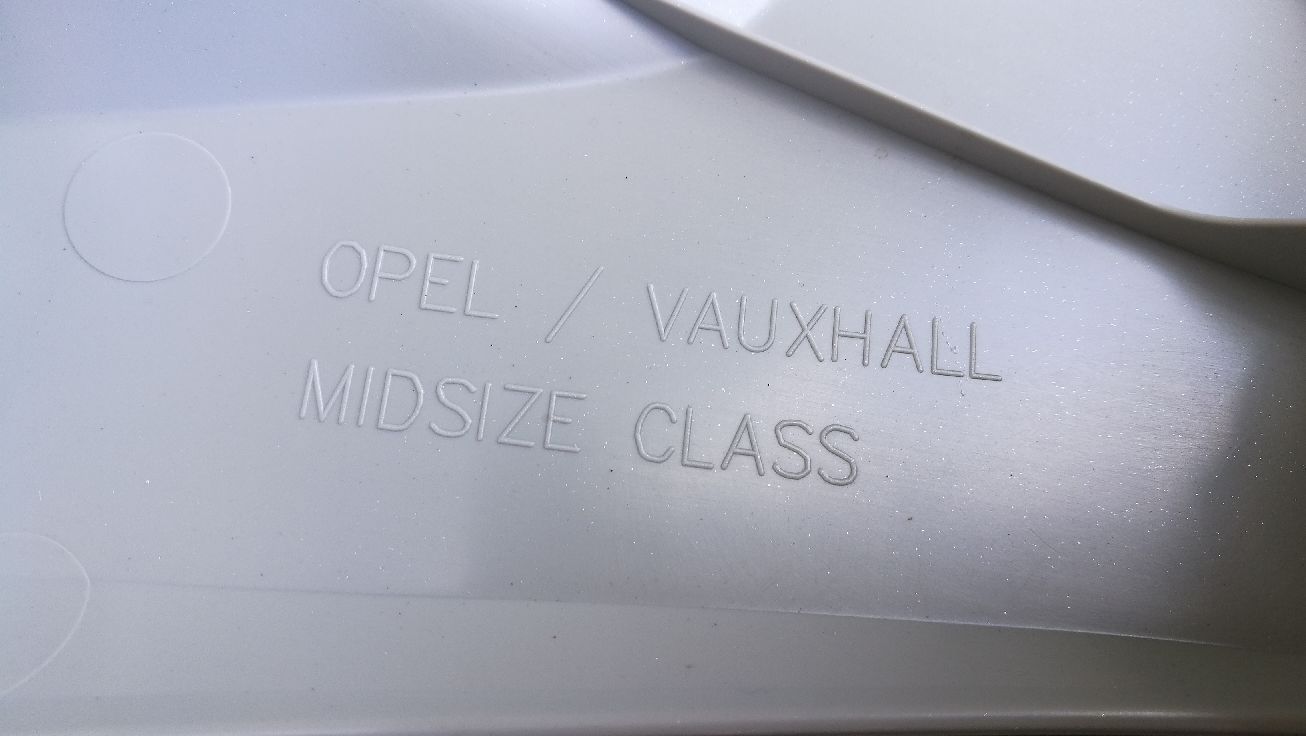 OPEL / VAUXHALL
MIDSIZE CLASS